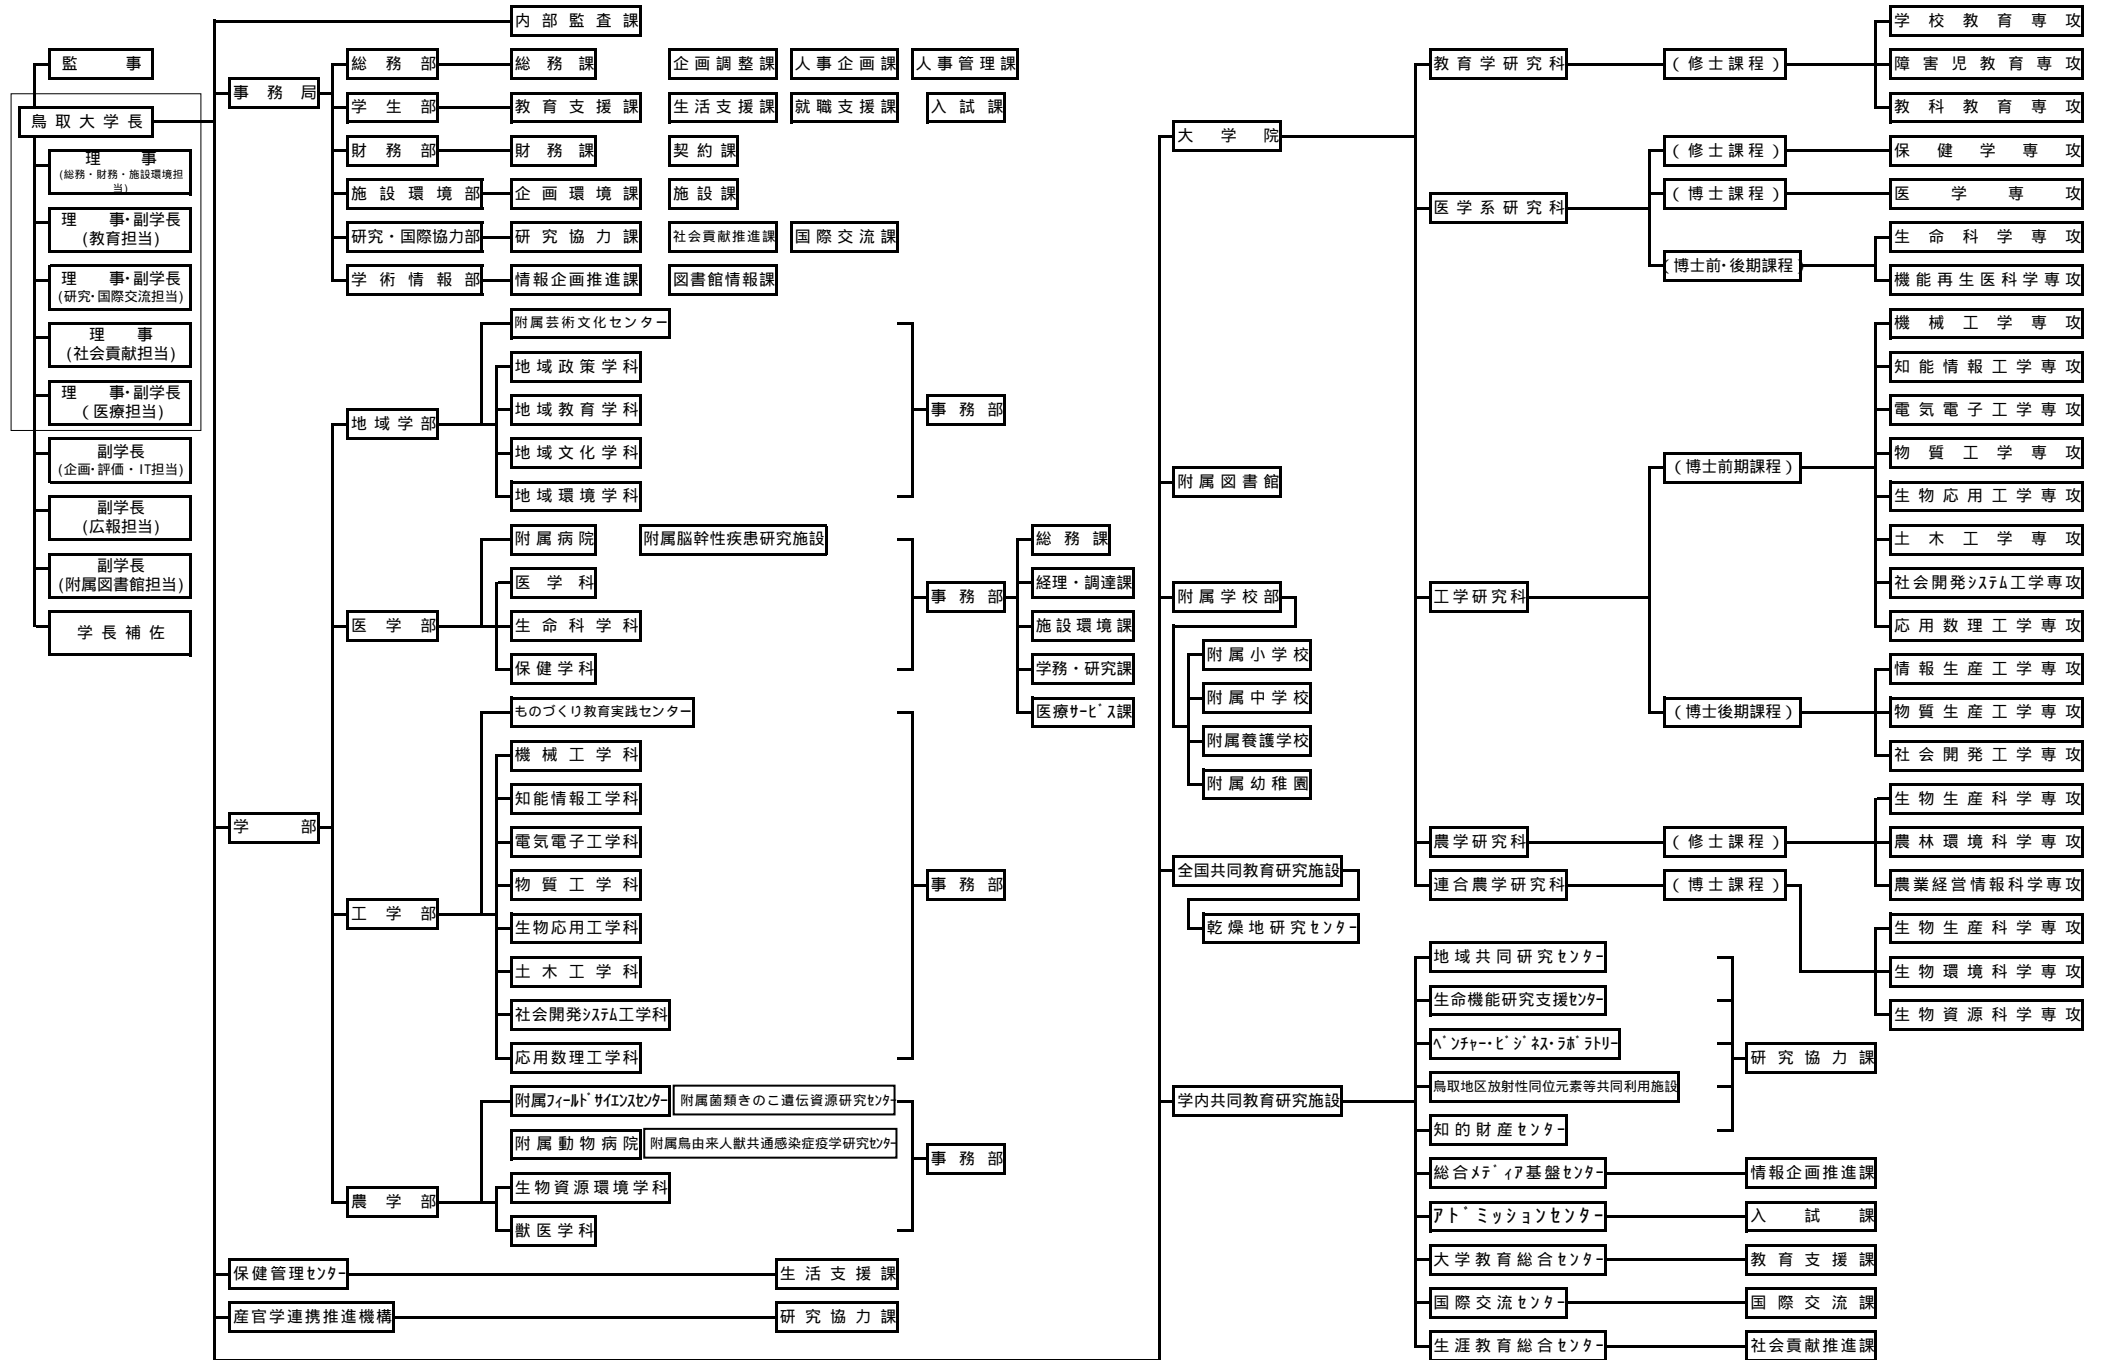 内部監査課
監事
鳥取大学長
理事
(総務・財務・施設環境担
当)
理事・副学長
(教育担当)
理事・副学長
(研究・国際交流担当)
理事
(社会貢献担当)
理事・副学長
(医療担当)
副学長
(企画・評価・IT担当)
副学長
(広報担当)
副学長
(附属図書館担当)
学長補佐
事務局
総務部 総務課 企画調整課 人事企画課 人事管理課
学生部 教育支援課 生活支援課 就職支援課 入試課
財務部 財務課 契約課
施設環境部 企画環境課 施設課
研究・国際協力部 研究協力課 社会貢献推進課 国際交流課
学術情報部 情報企画推進課 図書館情報課
学部
地域学部
附属芸術文化センター
地域政策学科
地域教育学科
地域文化学科
地域環境学科
事務部
医学部
附属病院 附属脳幹性疾患研究施設
医学科
生命科学科
保健学科
事務部
総務課
経理・調達課
施設環境課
学務・研究課
医療ｻｰﾋﾞｽ課
工学部
ものづくり教育実践センター
機械工学科
知能情報工学科
電気電子工学科
物質工学科
生物応用工学科
土木工学科
社会開発ｼｽﾃﾑ工学科
応用数理工学科
事務部
農学部
附属ﾌｨｰﾙﾄﾞｻｲｴﾝｽｾﾝﾀｰ 附属菌類きのこ遺伝資源研究ｾﾝﾀｰ
附属動物病院 附属鳥由来人獣共通感染症疫学研究ｾﾝﾀｰ
生物資源環境学科
獣医学科
事務部
保健管理ｾﾝﾀｰ 生活支援課
産官学連携推進機構 研究協力課
大学院
教育学研究科 (修士課程)
学校教育専攻
障害児教育専攻
教科教育専攻
医学系研究科
(修士課程) 保健学専攻
(博士課程) 医学専攻
(博士前・後期課程)
生命科学専攻
機能再生医科学専攻
工学研究科
(博士前期課程)
機械工学専攻
知能情報工学専攻
電気電子工学専攻
物質工学専攻
生物応用工学専攻
土木工学専攻
社会開発ｼｽﾃﾑ工学専攻
応用数理工学専攻
(博士後期課程)
情報生産工学専攻
物質生産工学専攻
社会開発工学専攻
農学研究科 (修士課程)
生物生産科学専攻
農林環境科学専攻
農業経営情報科学専攻
連合農学研究科 (博士課程)
生物生産科学専攻
生物環境科学専攻
生物資源科学専攻
附属図書館
附属学校部
附属小学校
附属中学校
附属養護学校
附属幼稚園
全国共同教育研究施設
乾燥地研究ｾﾝﾀｰ
学内共同教育研究施設
地域共同研究ｾﾝﾀｰ
生命機能研究支援ｾﾝﾀｰ
ﾍﾞﾝﾁｬｰ・ﾋﾞｼﾞﾈｽ・ﾗﾎﾞﾗﾄﾘｰ
鳥取地区放射性同位元素等共同利用施設
知的財産ｾﾝﾀｰ
研究協力課
総合ﾒﾃﾞｨｱ基盤ｾﾝﾀｰ 情報企画推進課
ｱﾄﾞﾐｯｼｮﾝｾﾝﾀｰ 入試課
大学教育総合ｾﾝﾀｰ 教育支援課
国際交流ｾﾝﾀｰ 国際交流課
生涯教育総合ｾﾝﾀｰ 社会貢献推進課